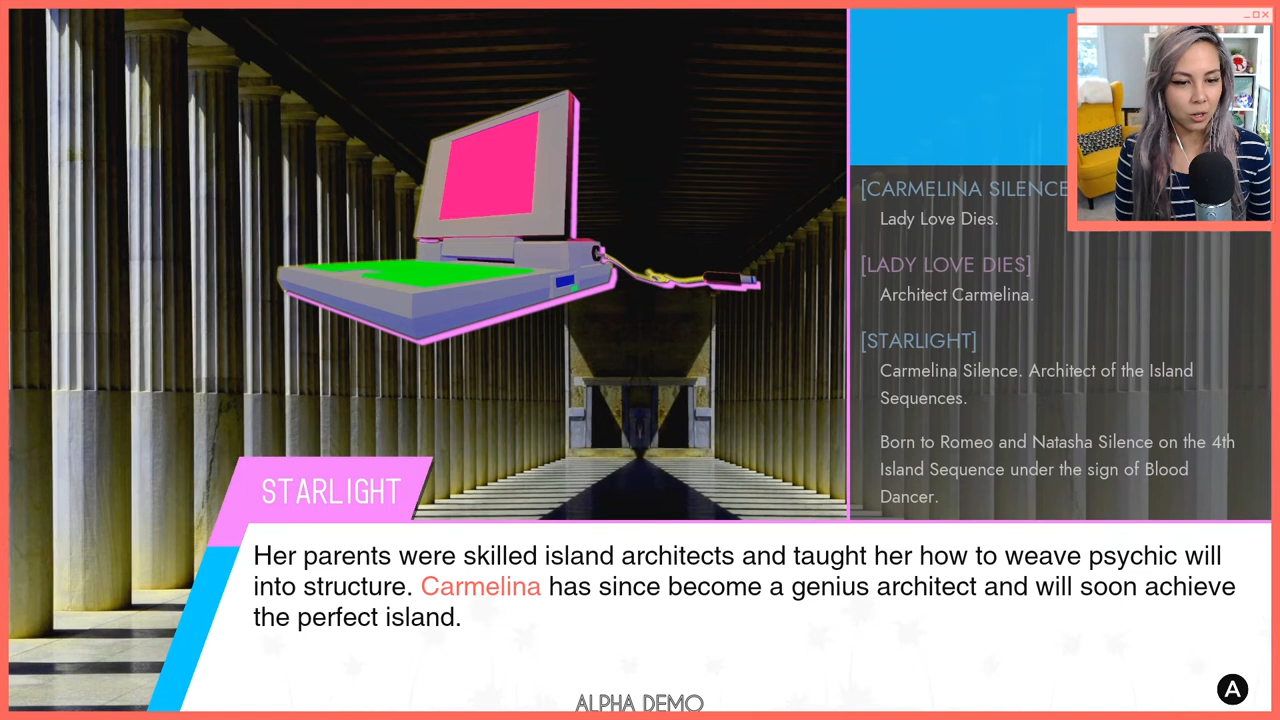 [CARMELINA SILENCE
Lady Love Dies.
[LADY LOVE DIES]
Architect Carmelina.
[STARLIGHT]
Carmelina Silence. Architect of the Island
Sequences.
Born to Romeo and Natasha Silence on the 4th
Island Sequence under the sign of Blood
Dancer.
STARLIGHT
Her parents were skilled island architects and taught her how to weave psychic will
into structure. Carmelina has since become a genius architect and will soon achieve
the perfect island.
A
ALPHA DEMO